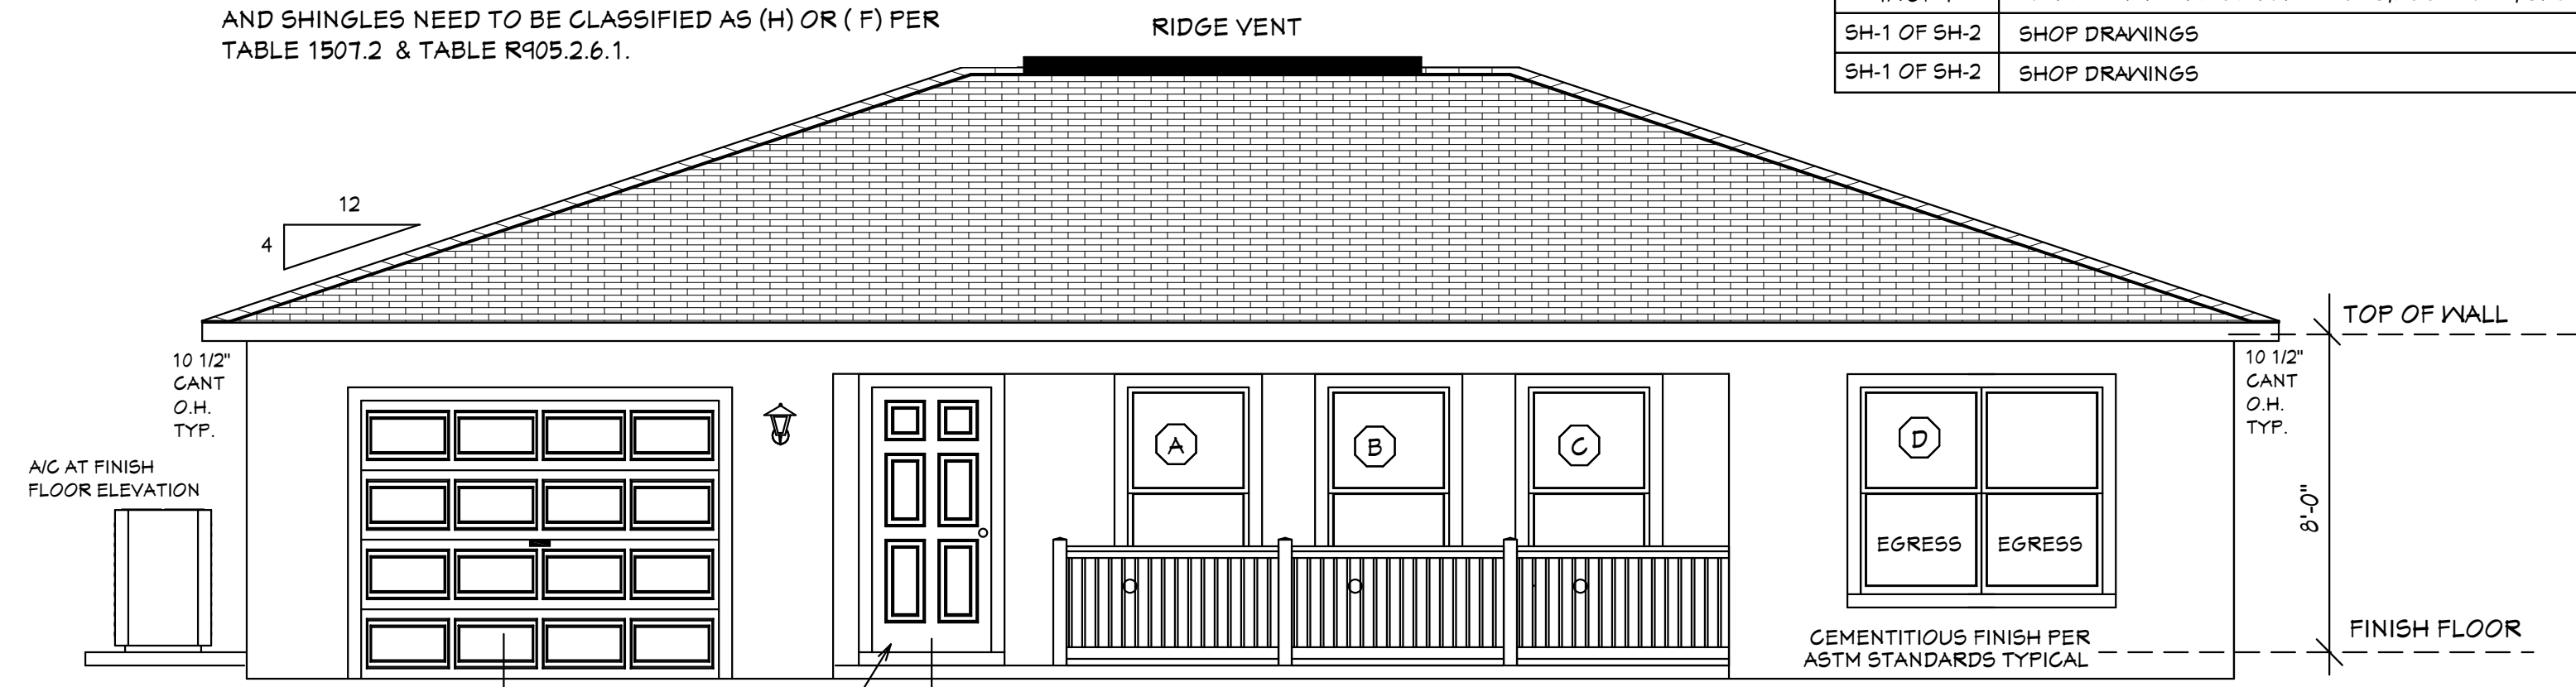 AND SHINGLES NEED TO BE CLASSIFIED AS (H) OR ( F) PER
TABLE 1507.2 & TABLE R905.2.6.1.
RIDGE VENT
SH-1 OF SH-2 SHOP DRAWINGS
SH-1 OF SH-2 SHOP DRAWINGS
12
4
TOP OF WALL
10 1/2"
CANT
O.H.
TYP.
10 1/2"
CANT
O.H.
TYP.
A/C AT FINISH
FLOOR ELEVATION
A
B
C
D
EGRESS EGRESS
8'-0"
FINISH FLOOR
CEMENTITIOUS FINISH PER
ASTM STANDARDS TYPICAL